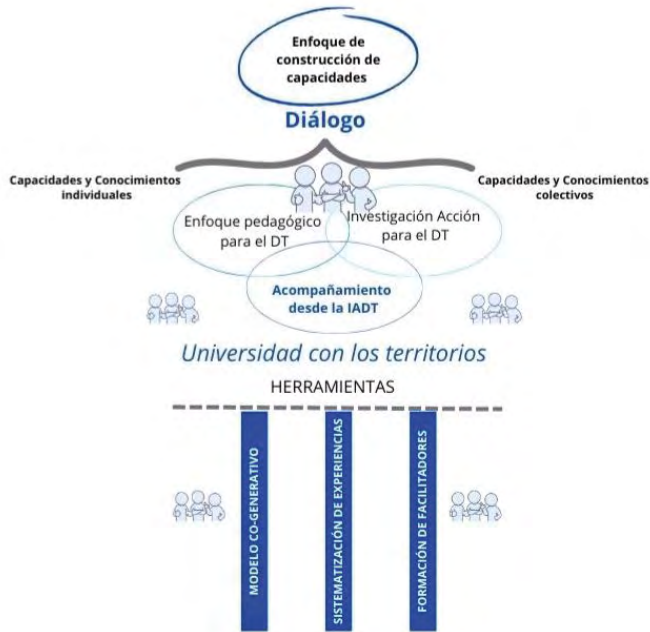 Enfoque de
construcción de
capacidades
Diálogo
Capacidades y Conocimientos
individuales
Capacidades y Conocimientos
colectivos
Enfoque pedagógico
para el DT
Investigación Acción
para el DT
Acompañamiento
desde la IADT
Universidad con los territorios
HERRAMIENTAS
MODELO CO-GENERATIVO
SISTEMATIZACIÓN DE EXPERIENCIAS
FORMACIÓN DE FACILITADORES